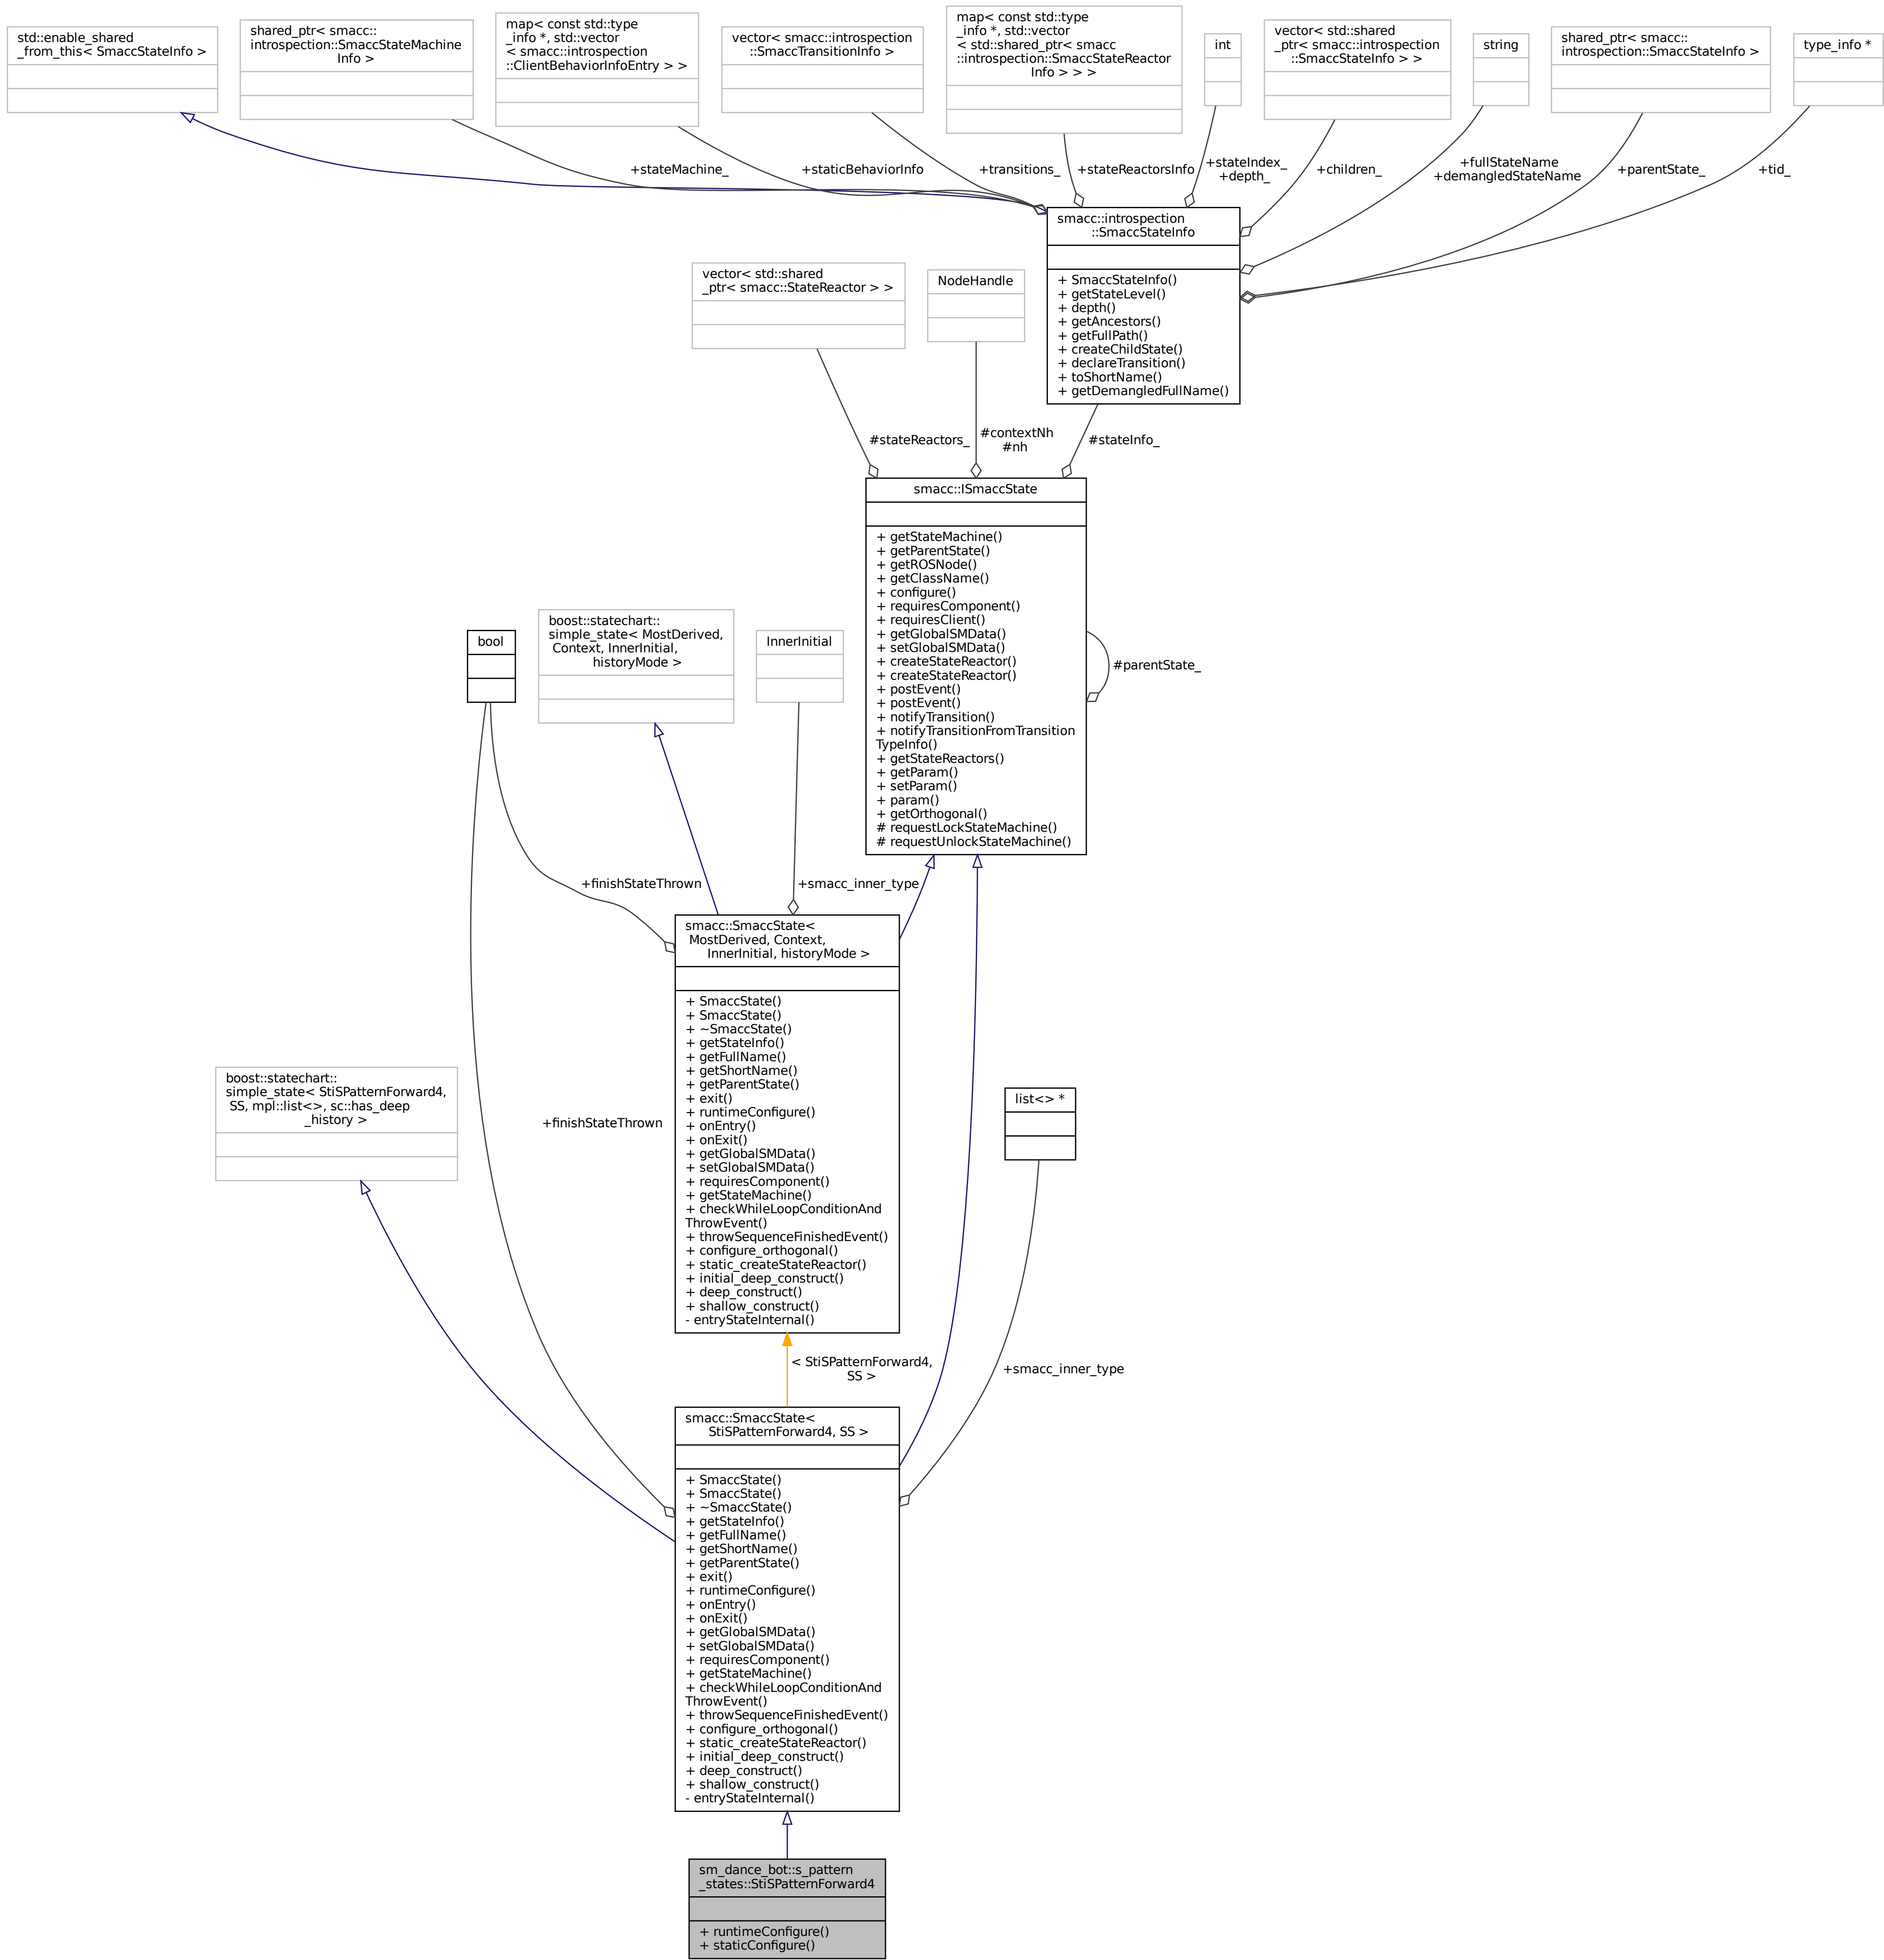 std::enable_shared
_from_this< SmaccStateInfo >
shared_ptr< smacc::
introspection::SmaccStateMachine
Info >
map< const std::type
_info *, std::vector
< smacc::introspection
::ClientBehaviorInfoEntry > >
vector< smacc::introspection
::SmaccTransitionInfo >
map< const std::type
_info *, std::vector
< std::shared_ptr< smacc
::introspection::SmaccStateReactor
Info > > >
int
vector< std::shared
_ptr< smacc::introspection
::SmaccStateInfo > >
string
shared_ptr< smacc::
introspection::SmaccStateInfo >
type_info *
+stateMachine_
+staticBehaviorInfo
+transitions_
+stateReactorsInfo
+stateIndex_
+depth_
+children_
+fullStateName
+demangledStateName
+parentState_
+tid_
smacc::introspection
::SmaccStateInfo
+ SmaccStateInfo()
+ getStateLevel()
+ depth()
+ getAncestors()
+ getFullPath()
+ createChildState()
+ declareTransition()
+ toShortName()
+ getDemangledFullName()
vector< std::shared
_ptr< smacc::StateReactor > >
NodeHandle
#stateReactors_
#contextNh
#nh
#stateInfo_
smacc::ISmaccState
+ getStateMachine()
+ getParentState()
+ getROSNode()
+ getClassName()
+ configure()
+ requiresComponent()
+ requiresClient()
+ getGlobalSMData()
+ setGlobalSMData()
+ createStateReactor()
+ createStateReactor()
+ postEvent()
+ postEvent()
+ notifyTransition()
+ notifyTransitionFromTransition
TypeInfo()
+ getStateReactors()
+ getParam()
+ setParam()
+ param()
+ getOrthogonal()
# requestLockStateMachine()
# requestUnlockStateMachine()
#parentState_
bool
boost::statechart::
simple_state< MostDerived,
Context, InnerInitial,
historyMode >
InnerInitial
+finishStateThrown
+smacc_inner_type
smacc::SmaccState<
MostDerived, Context,
InnerInitial, historyMode >
+ SmaccState()
+ SmaccState()
+ ~SmaccState()
+ getStateInfo()
+ getFullName()
+ getShortName()
+ getParentState()
+ exit()
+ runtimeConfigure()
+ onEntry()
+ onExit()
+ getGlobalSMData()
+ setGlobalSMData()
+ requiresComponent()
+ getStateMachine()
+ checkWhileLoopConditionAnd
ThrowEvent()
+ throwSequenceFinishedEvent()
+ configure_orthogonal()
+ static_createStateReactor()
+ initial_deep_construct()
+ deep_construct()
+ shallow_construct()
- entryStateInternal()
boost::statechart::
simple_state< StiSPatternForward4,
SS, mpl::list<>, sc::has_deep
_history >
+finishStateThrown
list<> *
< StiSPatternForward4,
SS >
+smacc_inner_type
smacc::SmaccState<
StiSPatternForward4, SS >
+ SmaccState()
+ SmaccState()
+ ~SmaccState()
+ getStateInfo()
+ getFullName()
+ getShortName()
+ getParentState()
+ exit()
+ runtimeConfigure()
+ onEntry()
+ onExit()
+ getGlobalSMData()
+ setGlobalSMData()
+ requiresComponent()
+ getStateMachine()
+ checkWhileLoopConditionAnd
ThrowEvent()
+ throwSequenceFinishedEvent()
+ configure_orthogonal()
+ static_createStateReactor()
+ initial_deep_construct()
+ deep_construct()
+ shallow_construct()
- entryStateInternal()
sm_dance_bot::s_pattern
_states::StiSPatternForward4
+ runtimeConfigure()
+ staticConfigure()